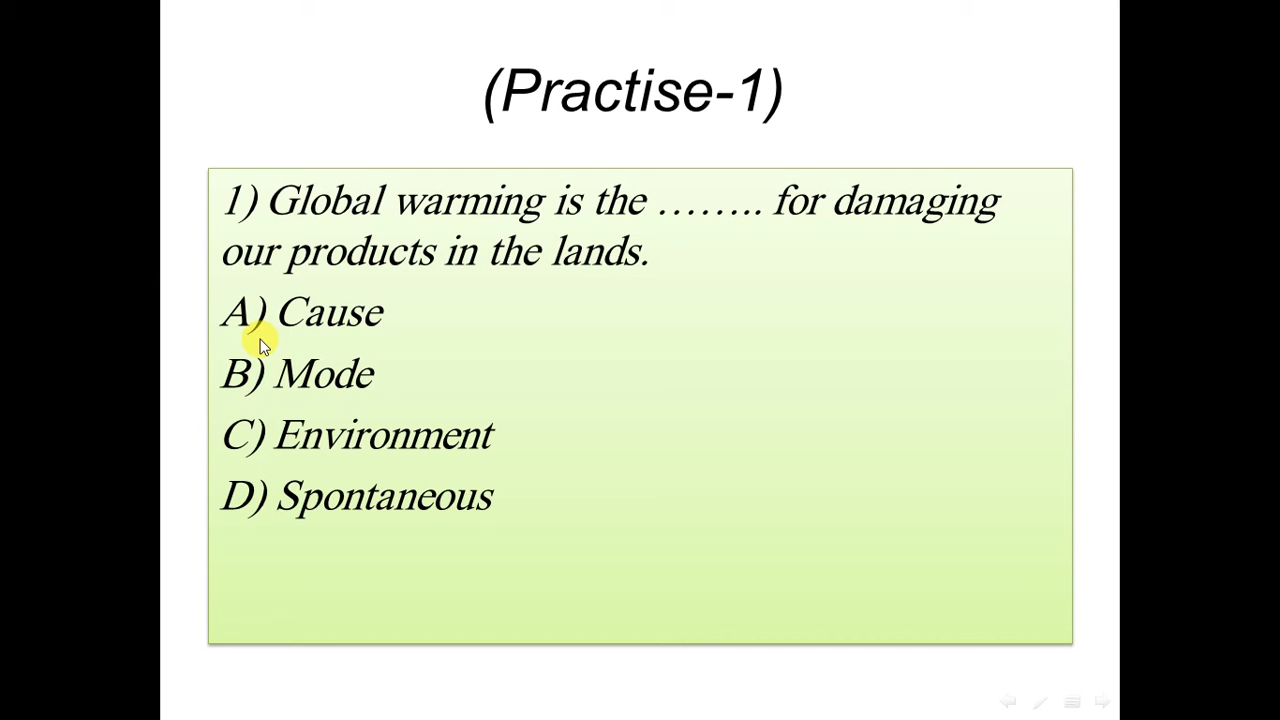 (Practise-1)
1) Global warming is the …….. for damaging
our products in the lands.
A) Cause
B) Mode
C) Environment
D) Spontaneous